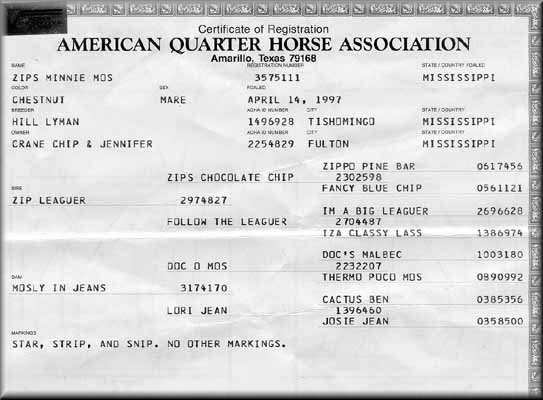 Certificate of Registration
AMERICAN QUARTER HORSE ASSOCIATION
Amarillo, Texas 79168
NAME REGISTRATION NUMBER STATE / COUNTRY FOALED
ZIPS MINNIE MOS 3575111 MISSISSIPPI
COLOR SEX FOALED
CHESTNUT MARE APRIL 14, 1997
BREEDER AQHA ID NUMBER CITY STATE / COUNTRY
HILL LYMAN 1496928 TISHOMINGO MISSISSIPPI
OWNER AQHA ID NUMBER CITY STATE / COUNTRY
CRANE CHIP & JENNIFER 2254829 FULTON MISSISSIPPI
ZIPPO PINE BAR 0617456
ZIPS CHOCOLATE CHIP 2302598
FANCY BLUE CHIP 0561121
SIRE
ZIP LEAGUER 2974827
IM A BIG LEAGUER 2696628
FOLLOW THE LEAGUER 2704487
IZA CLASSY LASS 1386974
DOC'S MALBEC 1003180
DOC O MOS 2232207
THERMO POCO MOS 0890992
DAM
MOSLY IN JEANS 3174170
CACTUS BEN 0385356
LORI JEAN 1396460
JOSIE JEAN 0358500
MARKINGS
STAR, STRIP, AND SNIP. NO OTHER MARKINGS.